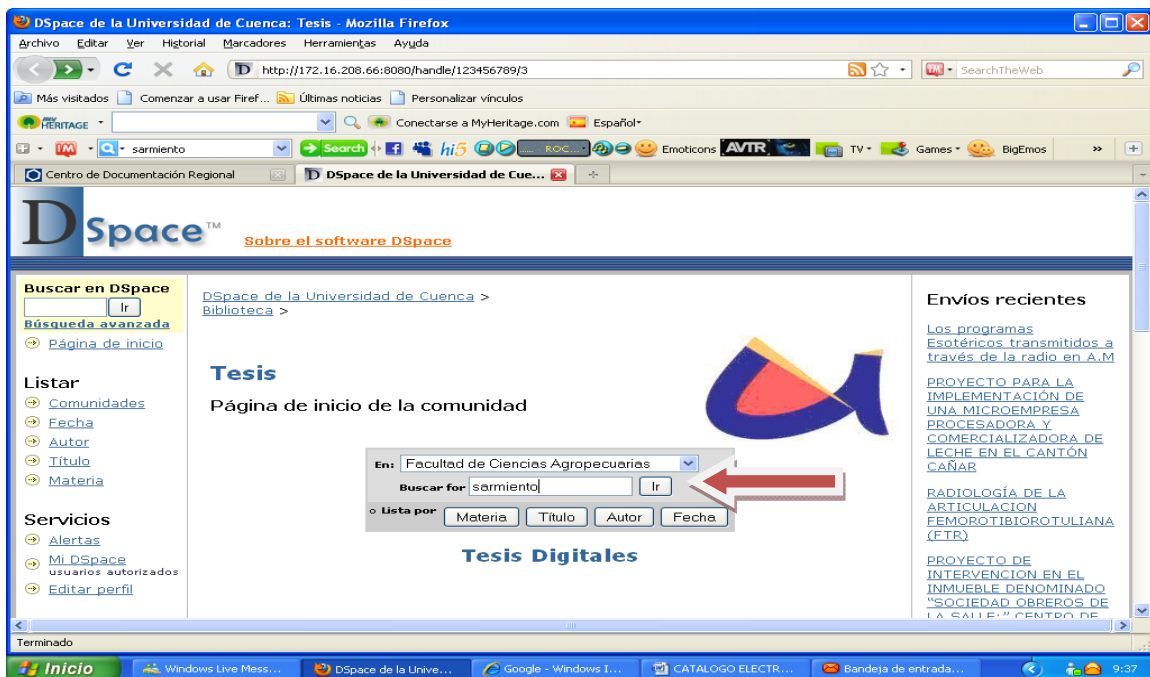 DSpace de la Universidad de Cuenca: Tesis - Mozilla Firefox
Archivo Editar Ver Historial Marcadores Herramientas Ayuda
http://172.16.208.66:8080/handle/123456789/3
SearchTheWeb
Más visitados Comenzar a usar Firef... Últimas noticias Personalizar vínculos
MY HERITAGE Conectarse a MyHeritage.com Español
sarmiento Search hi5 ROC... Emoticons AVTR TV Games BigEmos »
Centro de Documentación Regional DSpace de la Universidad de Cue...
DSpace™ Sobre el software DSpace
Buscar en DSpace
Ir
Búsqueda avanzada
Página de inicio
Listar
Comunidades
Fecha
Autor
Título
Materia
Servicios
Alertas
Mi DSpace
usuarios autorizados
Editar perfil
DSpace de la Universidad de Cuenca >
Biblioteca >
Tesis
Página de inicio de la comunidad
En: Facultad de Ciencias Agropecuarias
Buscar for sarmiento Ir
o Lista por Materia Título Autor Fecha
Tesis Digitales
Envíos recientes
Los programas
Esotéricos transmitidos a
través de la radio en A.M
PROYECTO PARA LA
IMPLEMENTACIÓN DE
UNA MICROEMPRESA
PROCESADORA Y
COMERCIALIZADORA DE
LECHE EN EL CANTÓN
CAÑAR
RADIOLOGÍA DE LA
ARTICULACION
FEMOROTIBIOROTULIANA
(FTR)
PROYECTO DE
INTERVENCION EN EL
INMUEBLE DENOMINADO
"SOCIEDAD OBREROS DE
LA SALLE:" CENTRO DE
Terminado
Inicio Windows Live Mess... DSpace de la Unive... Google - Windows I... CATALOGO ELECTR... Bandeja de entrada... 9:37